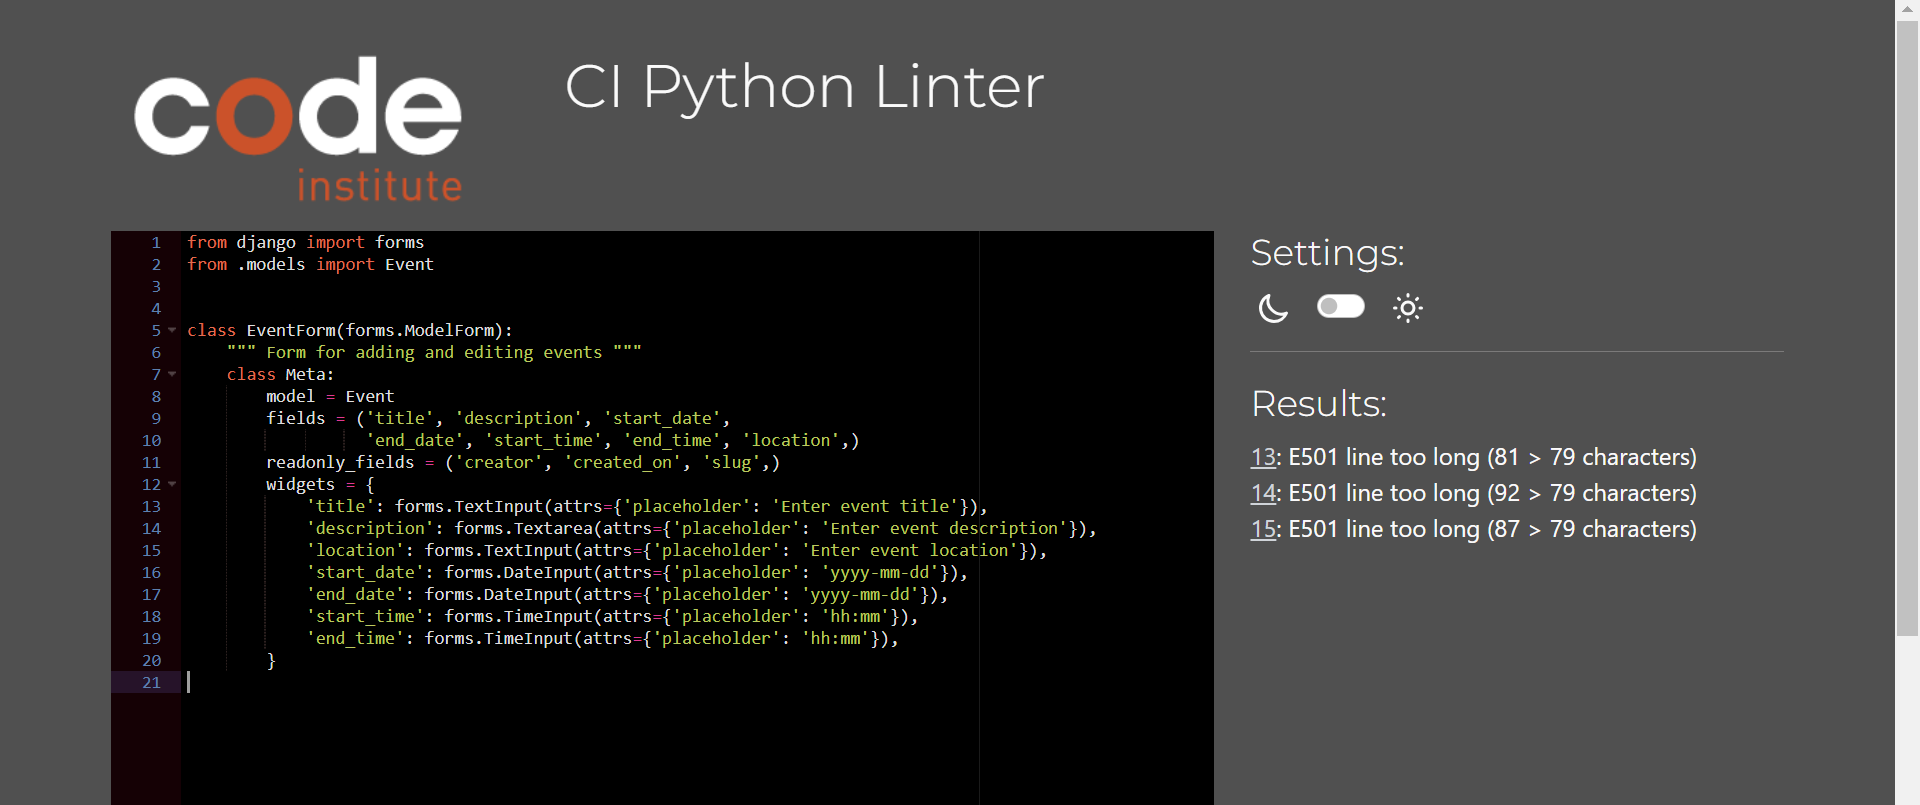 code
institute
CI Python Linter
1 from django import forms
2 from .models import Event
3
4
5 class EventForm(forms.ModelForm):
6     """ Form for adding and editing events """
7     class Meta:
8         model = Event
9         fields = ('title', 'description', 'start_date',
10                   'end_date', 'start_time', 'end_time', 'location',)
11         readonly_fields = ('creator', 'created_on', 'slug',)
12         widgets = {
13             'title': forms.TextInput(attrs={'placeholder': 'Enter event title'}),
14             'description': forms.Textarea(attrs={'placeholder': 'Enter event description'}),
15             'location': forms.TextInput(attrs={'placeholder': 'Enter event location'}),
16             'start_date': forms.DateInput(attrs={'placeholder': 'yyyy-mm-dd'}),
17             'end_date': forms.DateInput(attrs={'placeholder': 'yyyy-mm-dd'}),
18             'start_time': forms.TimeInput(attrs={'placeholder': 'hh:mm'}),
19             'end_time': forms.TimeInput(attrs={'placeholder': 'hh:mm'}),
20         }
21
Settings:
Results:
13: E501 line too long (81 > 79 characters)
14: E501 line too long (92 > 79 characters)
15: E501 line too long (87 > 79 characters)